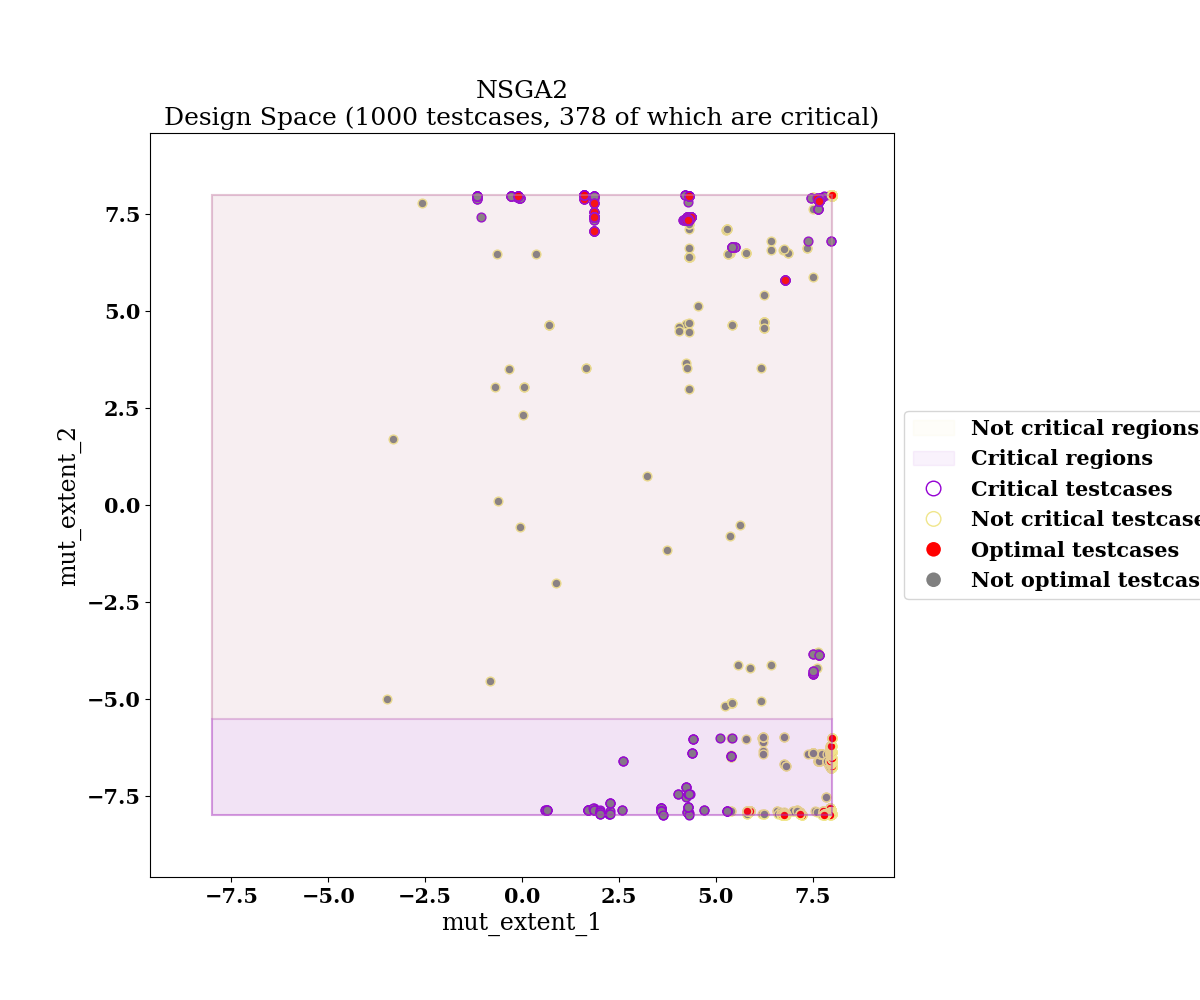 NSGA2
Design Space (1000 testcases, 378 of which are critical)
mut_extent_2
7.5
5.0
2.5
0.0
−2.5
−5.0
−7.5
−7.5
−5.0
−2.5
0.0
2.5
5.0
7.5
mut_extent_1
Not critical regions
Critical regions
Critical testcases
Not critical testcase
Optimal testcases
Not optimal testcas